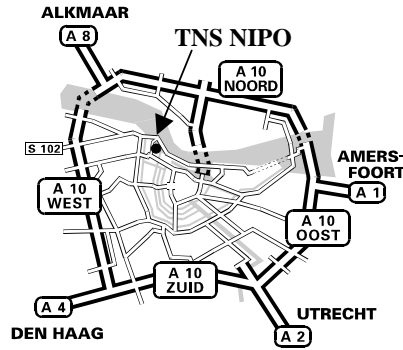 ALKMAAR
A 8
TNS NIPO
A 10
NOORD
S 102
AMERS-
FOORT
A 1
A 10
WEST
A 10
OOST
A 10
ZUID
A 4
DEN HAAG
UTRECHT
A 2